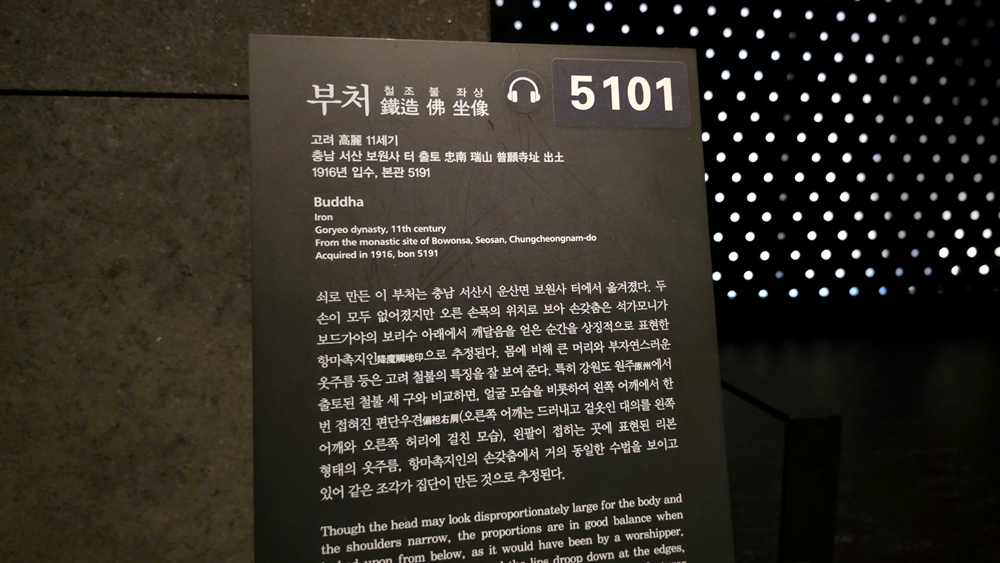 철조불좌상
부처 鐵造 佛 坐像
5101
고려 高麗 11세기
충남 서산 보원사 터 출토 忠南 瑞山 普願寺址 出土
1916년 입수, 본관 5191
Buddha
Iron
Goryeo dynasty, 11th century
From the monastic site of Bowonsa, Seosan, Chungcheongnam-do
Acquired in 1916, bon 5191
쇠로 만든 이 부처는 충남 서산시 운산면 보원사 터에서 옮겨졌다. 두
손이 모두 없어졌지만 오른 손목의 위치로 보아 손갖춤은 석가모니가
보드가야의 보리수 아래에서 깨달음을 얻은 순간을 상징적으로 표현한
항마촉지인降魔觸地印으로 추정된다. 몸에 비해 큰 머리와 부자연스러운
옷주름 등은 고려 철불의 특징을 잘 보여 준다. 특히 강원도 원주原州에서
출토된 철불 세 구와 비교하면, 얼굴 모습을 비롯하여 왼쪽 어깨에서 한
번 접혀진 편단우견偏袒右肩(오른쪽 어깨는 드러내고 겉옷인 대의를 왼쪽
어깨와 오른쪽 허리에 걸친 모습), 왼팔이 접히는 곳에 표현된 리본
형태의 옷주름, 항마촉지인의 손갖춤에서 거의 동일한 수법을 보이고
있어 같은 조각가 집단이 만든 것으로 추정된다.
Though the head may look disproportionately large for the body and
the shoulders narrow, the proportions are in good balance when
upon from below, as it would have been by a worshipper.
the lips droop down at the edges,